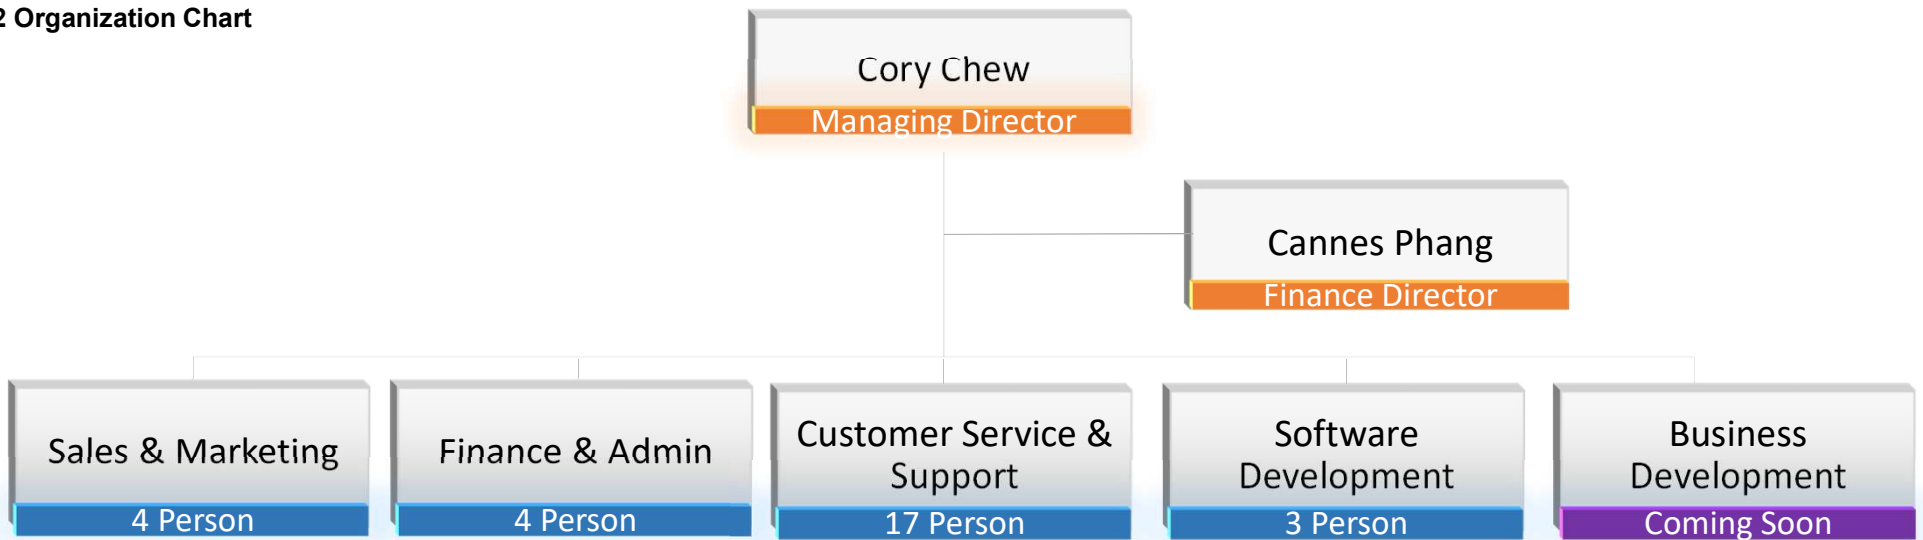 2 Organization Chart
Cory Chew
Managing Director
Cannes Phang
Finance Director
Sales & Marketing
4 Person
Finance & Admin
4 Person
Customer Service &
Support
17 Person
Software
Development
3 Person
Business
Development
Coming Soon